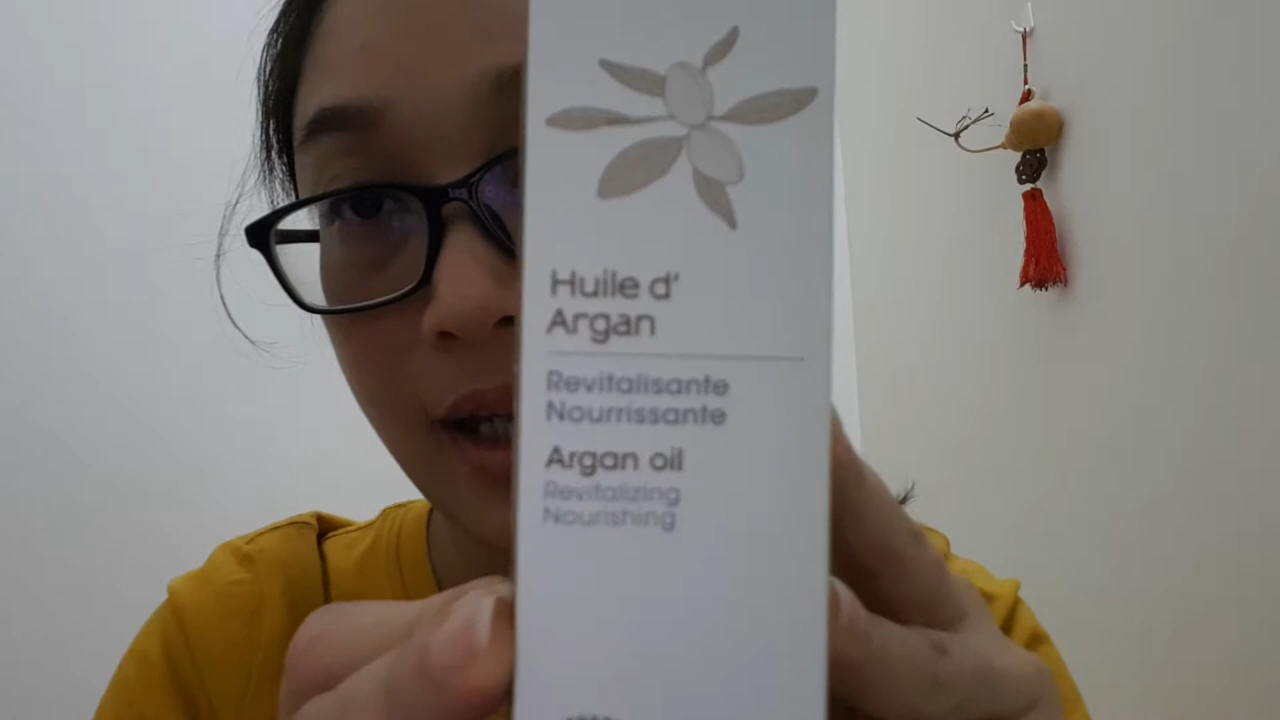 Huile d'
Argan
Revitalisante
Nourrissante
Argan oil
Revitalizing
Nourishing